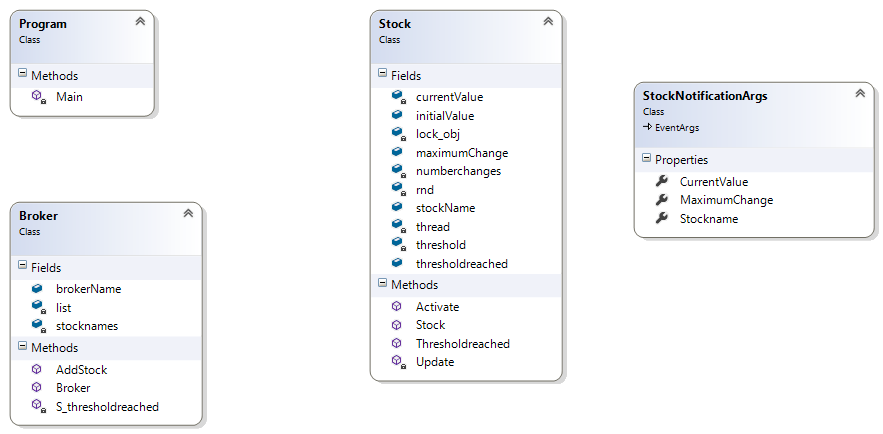 Program
Class
Methods
Main
Broker
Class
Fields
brokerName
list
stocknames
Methods
AddStock
Broker
S_thresholdreached
Stock
Class
Fields
currentValue
initialValue
lock_obj
maximumChange
numberchanges
rnd
stockName
thread
threshold
thresholdreached
Methods
Activate
Stock
Thresholdreached
Update
StockNotificationArgs
Class
EventArgs
Properties
CurrentValue
MaximumChange
Stockname